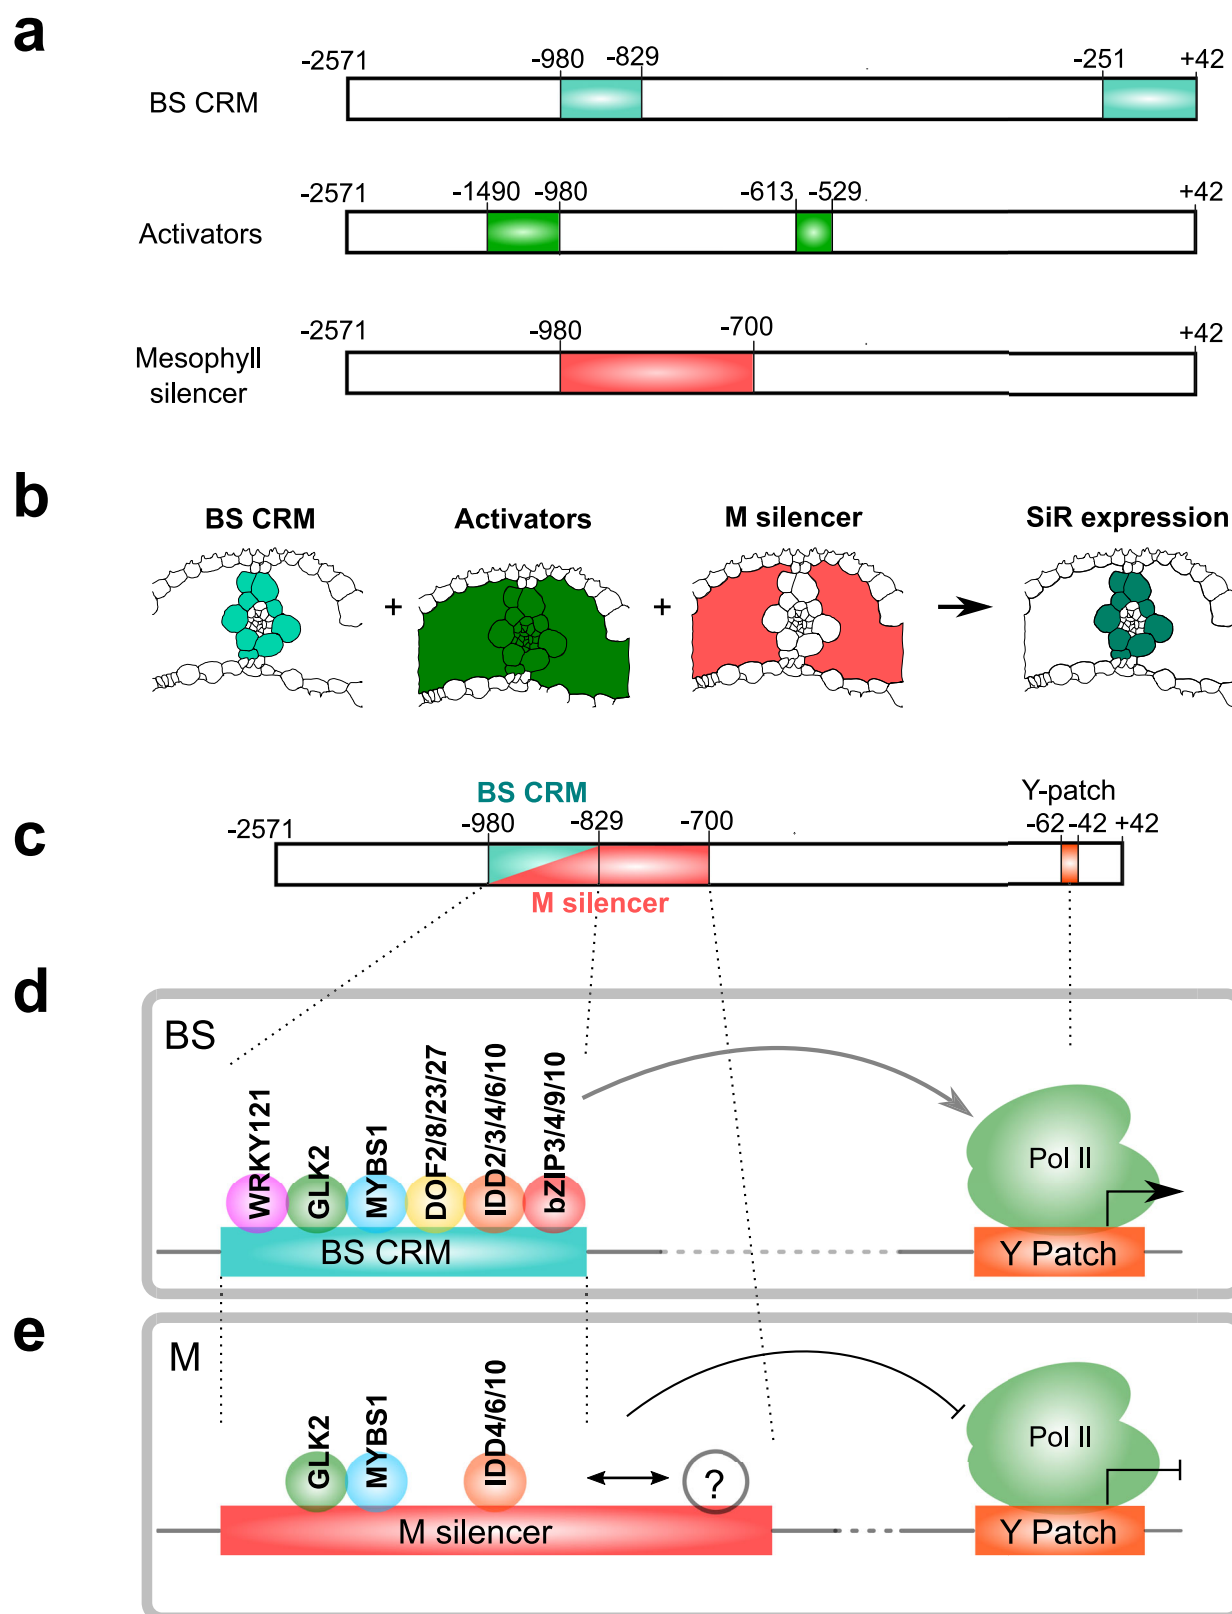 a
-2571 -980 -829 -251 +42
BS CRM
-2571 -1490 -980 -613 -529 +42
Activators
-2571 -980 -700 +42
Mesophyll
silencer
b
BS CRM Activators M silencer SiR expression
+ +
c
BS CRM Y-patch
-2571 -980 -829 -700 -62 -42 +42
M silencer
d
BS
WRKY121 GLK2 MYBS1 DOF2/8/23/27 IDD2/3/4/6/10 bZIP3/4/9/10
Pol II
BS CRM Y Patch
e
M
GLK2 MYBS1 IDD4/6/10 ?
Pol II
M silencer Y Patch